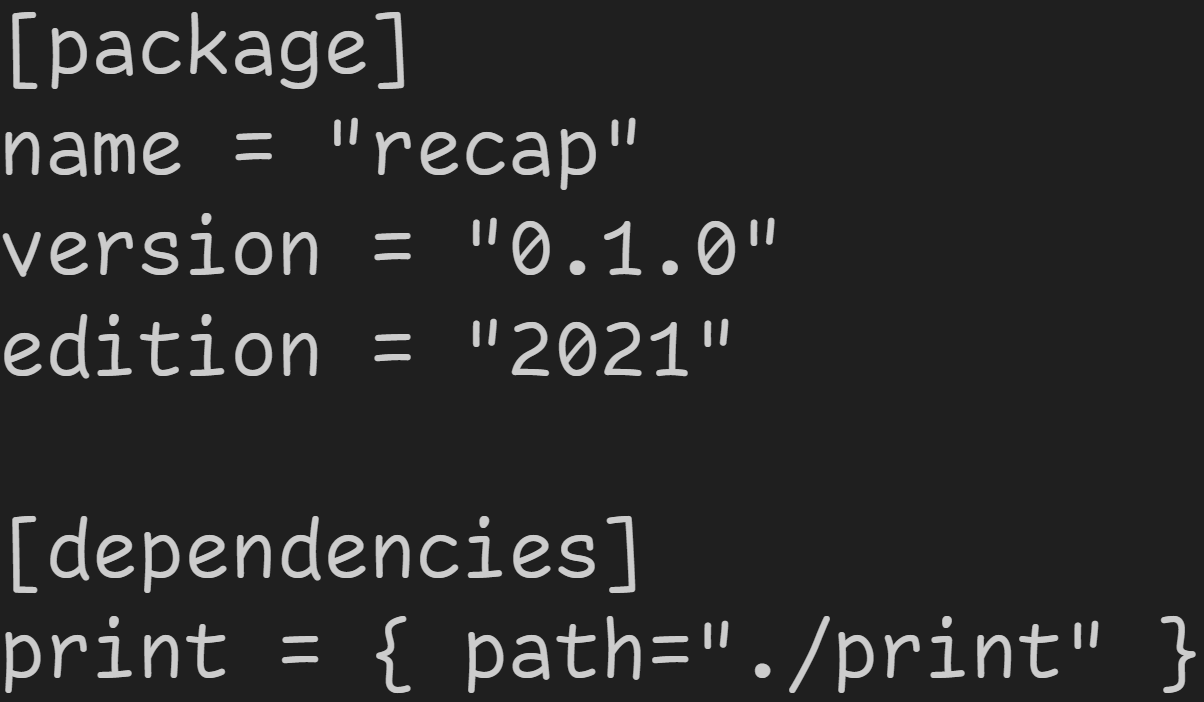 [package]
name = "recap"
version = "0.1.0"
edition = "2021"

[dependencies]
print = { path="./print" }